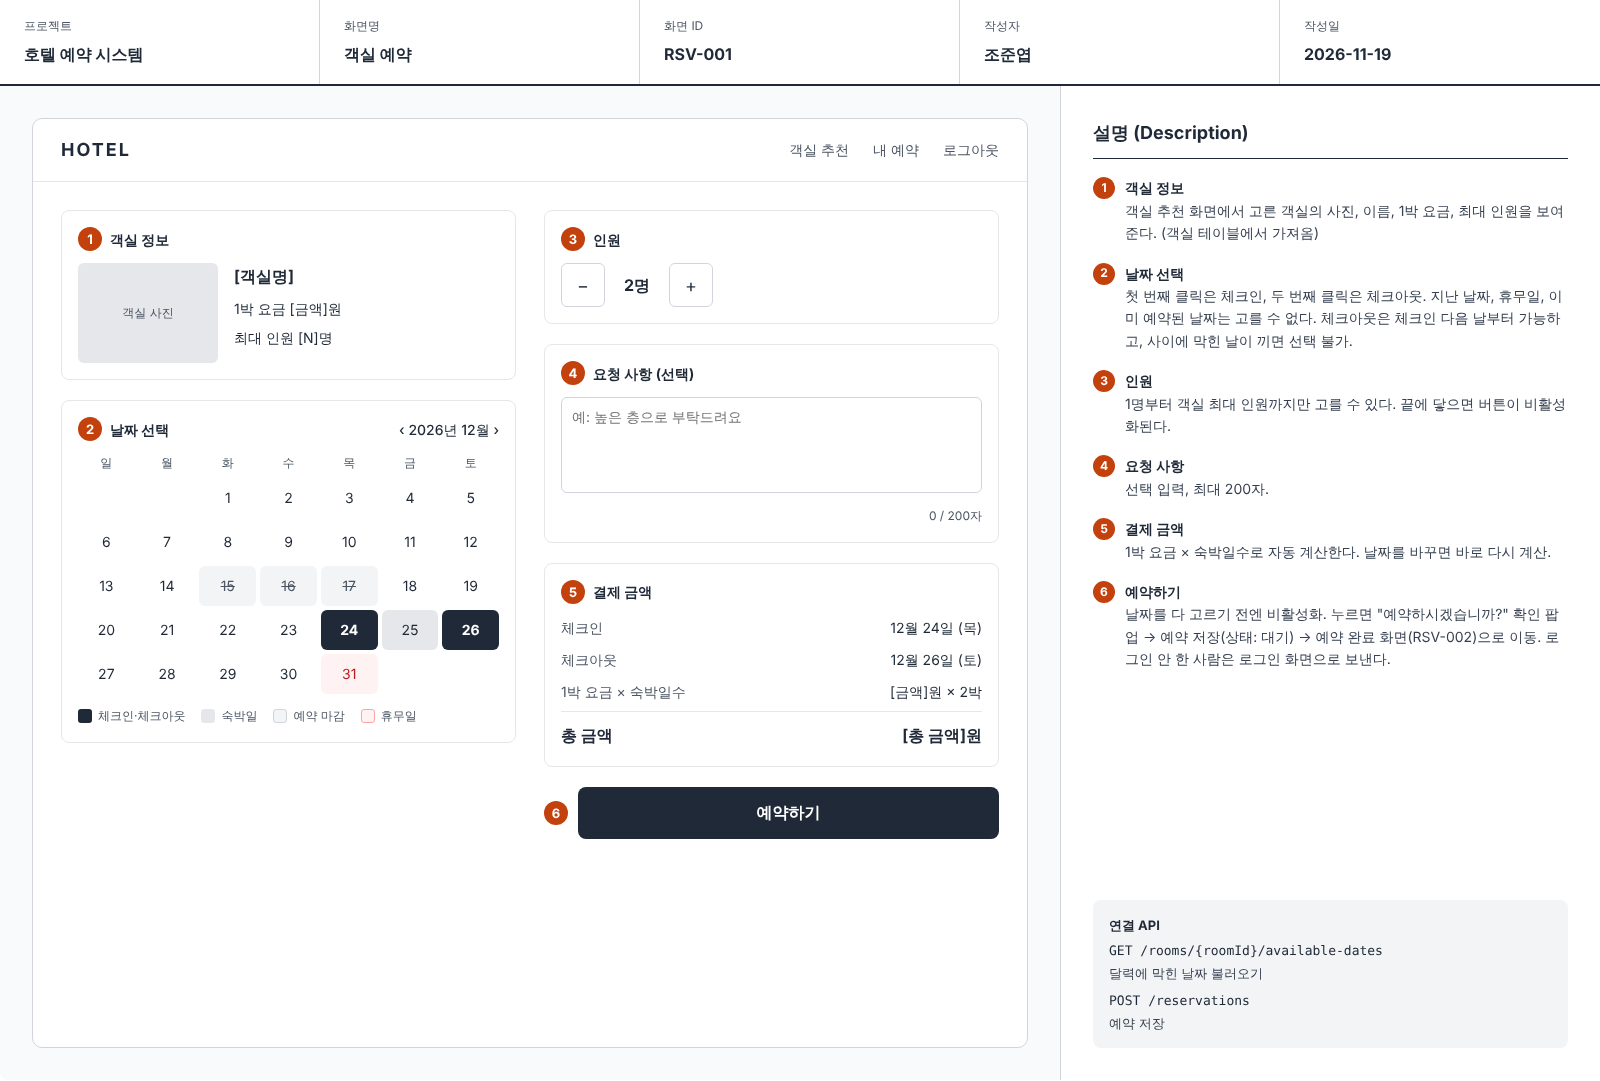 프로젝트
호텔 예약 시스템
화면명
객실 예약
화면 ID
RSV-001
작성자
조준엽
작성일
2026-11-19
HOTEL
객실 추천 내 예약 로그아웃
1 객실 정보
객실 사진
[객실명]
1박 요금 [금액]원
최대 인원 [N]명
2 날짜 선택 ‹ 2026년 12월 ›
일 월 화 수 목 금 토
1 2 3 4 5
6 7 8 9 10 11 12
13 14 15 16 17 18 19
20 21 22 23 24 25 26
27 28 29 30 31
체크인·체크아웃 숙박일 예약 마감 휴무일
3 인원
− 2명 +
4 요청 사항 (선택)
예: 높은 층으로 부탁드려요
0 / 200자
5 결제 금액
체크인 12월 24일 (목)
체크아웃 12월 26일 (토)
1박 요금 × 숙박일수 [금액]원 × 2박
총 금액 [총 금액]원
6 예약하기
설명 (Description)
1 객실 정보
객실 추천 화면에서 고른 객실의 사진, 이름, 1박 요금, 최대 인원을 보여
준다. (객실 테이블에서 가져옴)
2 날짜 선택
첫 번째 클릭은 체크인, 두 번째 클릭은 체크아웃. 지난 날짜, 휴무일, 이
미 예약된 날짜는 고를 수 없다. 체크아웃은 체크인 다음 날부터 가능하
고, 사이에 막힌 날이 끼면 선택 불가.
3 인원
1명부터 객실 최대 인원까지만 고를 수 있다. 끝에 닿으면 버튼이 비활성
화된다.
4 요청 사항
선택 입력, 최대 200자.
5 결제 금액
1박 요금 × 숙박일수로 자동 계산한다. 날짜를 바꾸면 바로 다시 계산.
6 예약하기
날짜를 다 고르기 전엔 비활성화. 누르면 "예약하시겠습니까?" 확인 팝
업 → 예약 저장(상태: 대기) → 예약 완료 화면(RSV-002)으로 이동. 로
그인 안 한 사람은 로그인 화면으로 보낸다.
연결 API
GET /rooms/{roomId}/available-dates
달력에 막힌 날짜 불러오기
POST /reservations
예약 저장